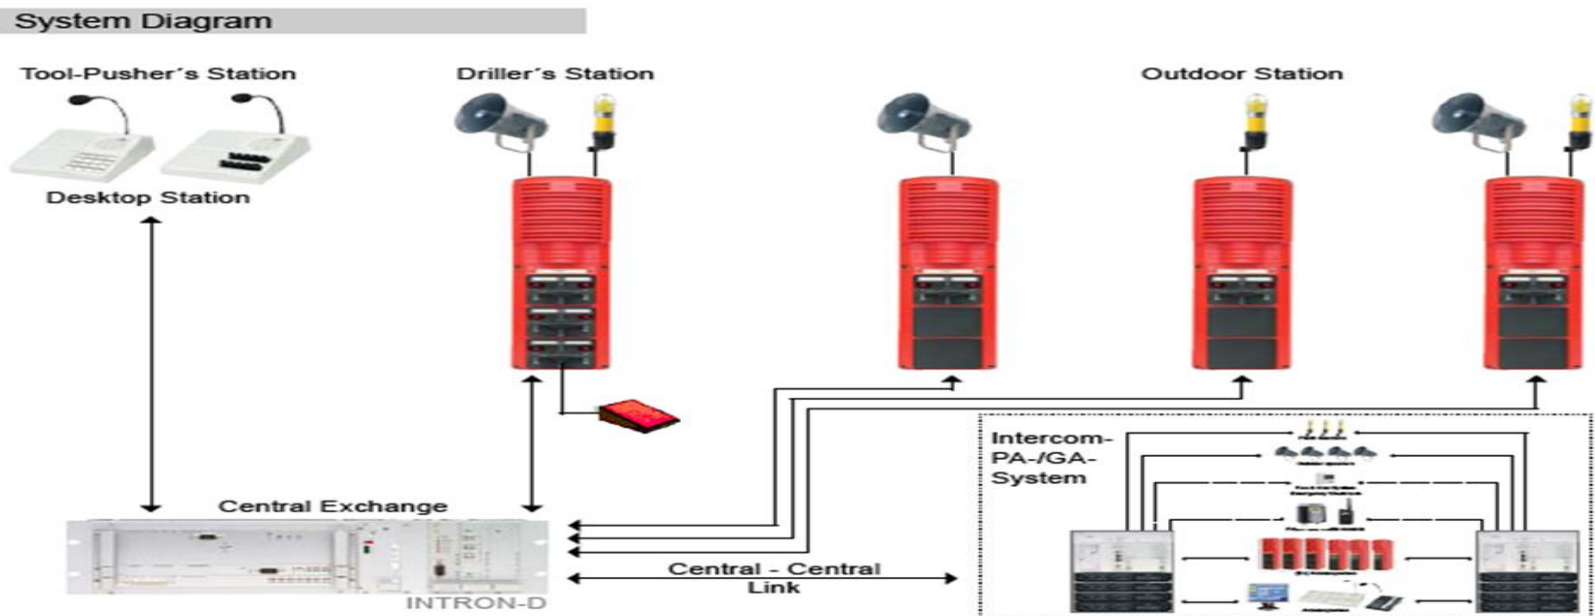 System Diagram
Tool-Pusher´s Station
Driller´s Station
Outdoor Station
Desktop Station
Intercom-
PA-/GA-
System
Central Exchange
Central - Central
Link
INTRON-D